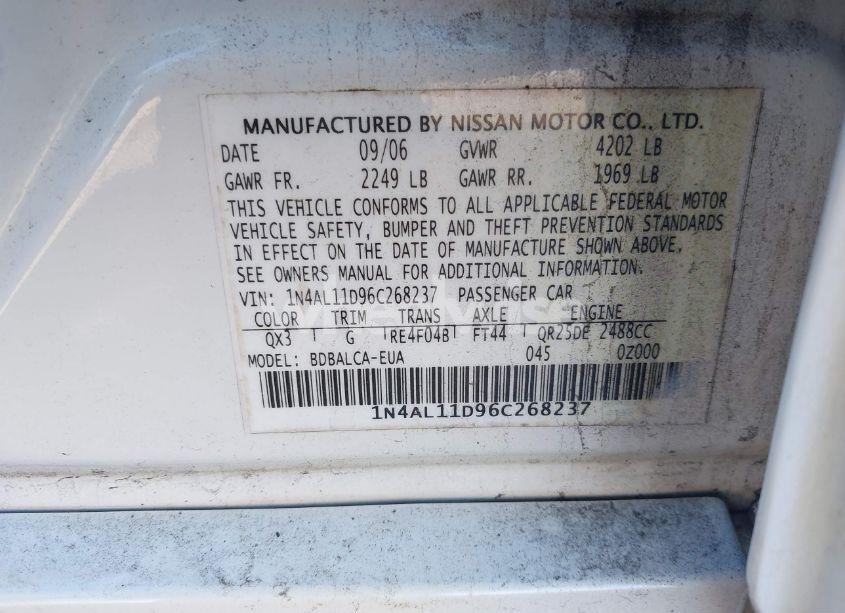 MANUFACTURED BY NISSAN MOTOR CO., LTD.
DATE 09/06 GVWR 4202 LB
GAWR FR. 2249 LB GAWR RR. 1969 LB
THIS VEHICLE CONFORMS TO ALL APPLICABLE FEDERAL MOTOR
VEHICLE SAFETY, BUMPER AND THEFT PREVENTION STANDARDS
IN EFFECT ON THE DATE OF MANUFACTURE SHOWN ABOVE.
SEE OWNERS MANUAL FOR ADDITIONAL INFORMATION.
VIN: 1N4AL11D96C268237 PASSENGER CAR
COLOR TRIM TRANS AXLE ENGINE
QX3 G RE4F04B FT44 QR25DE 2488CC
MODEL: BDBALCA-EUA 045 0Z000
1N4AL11D96C268237